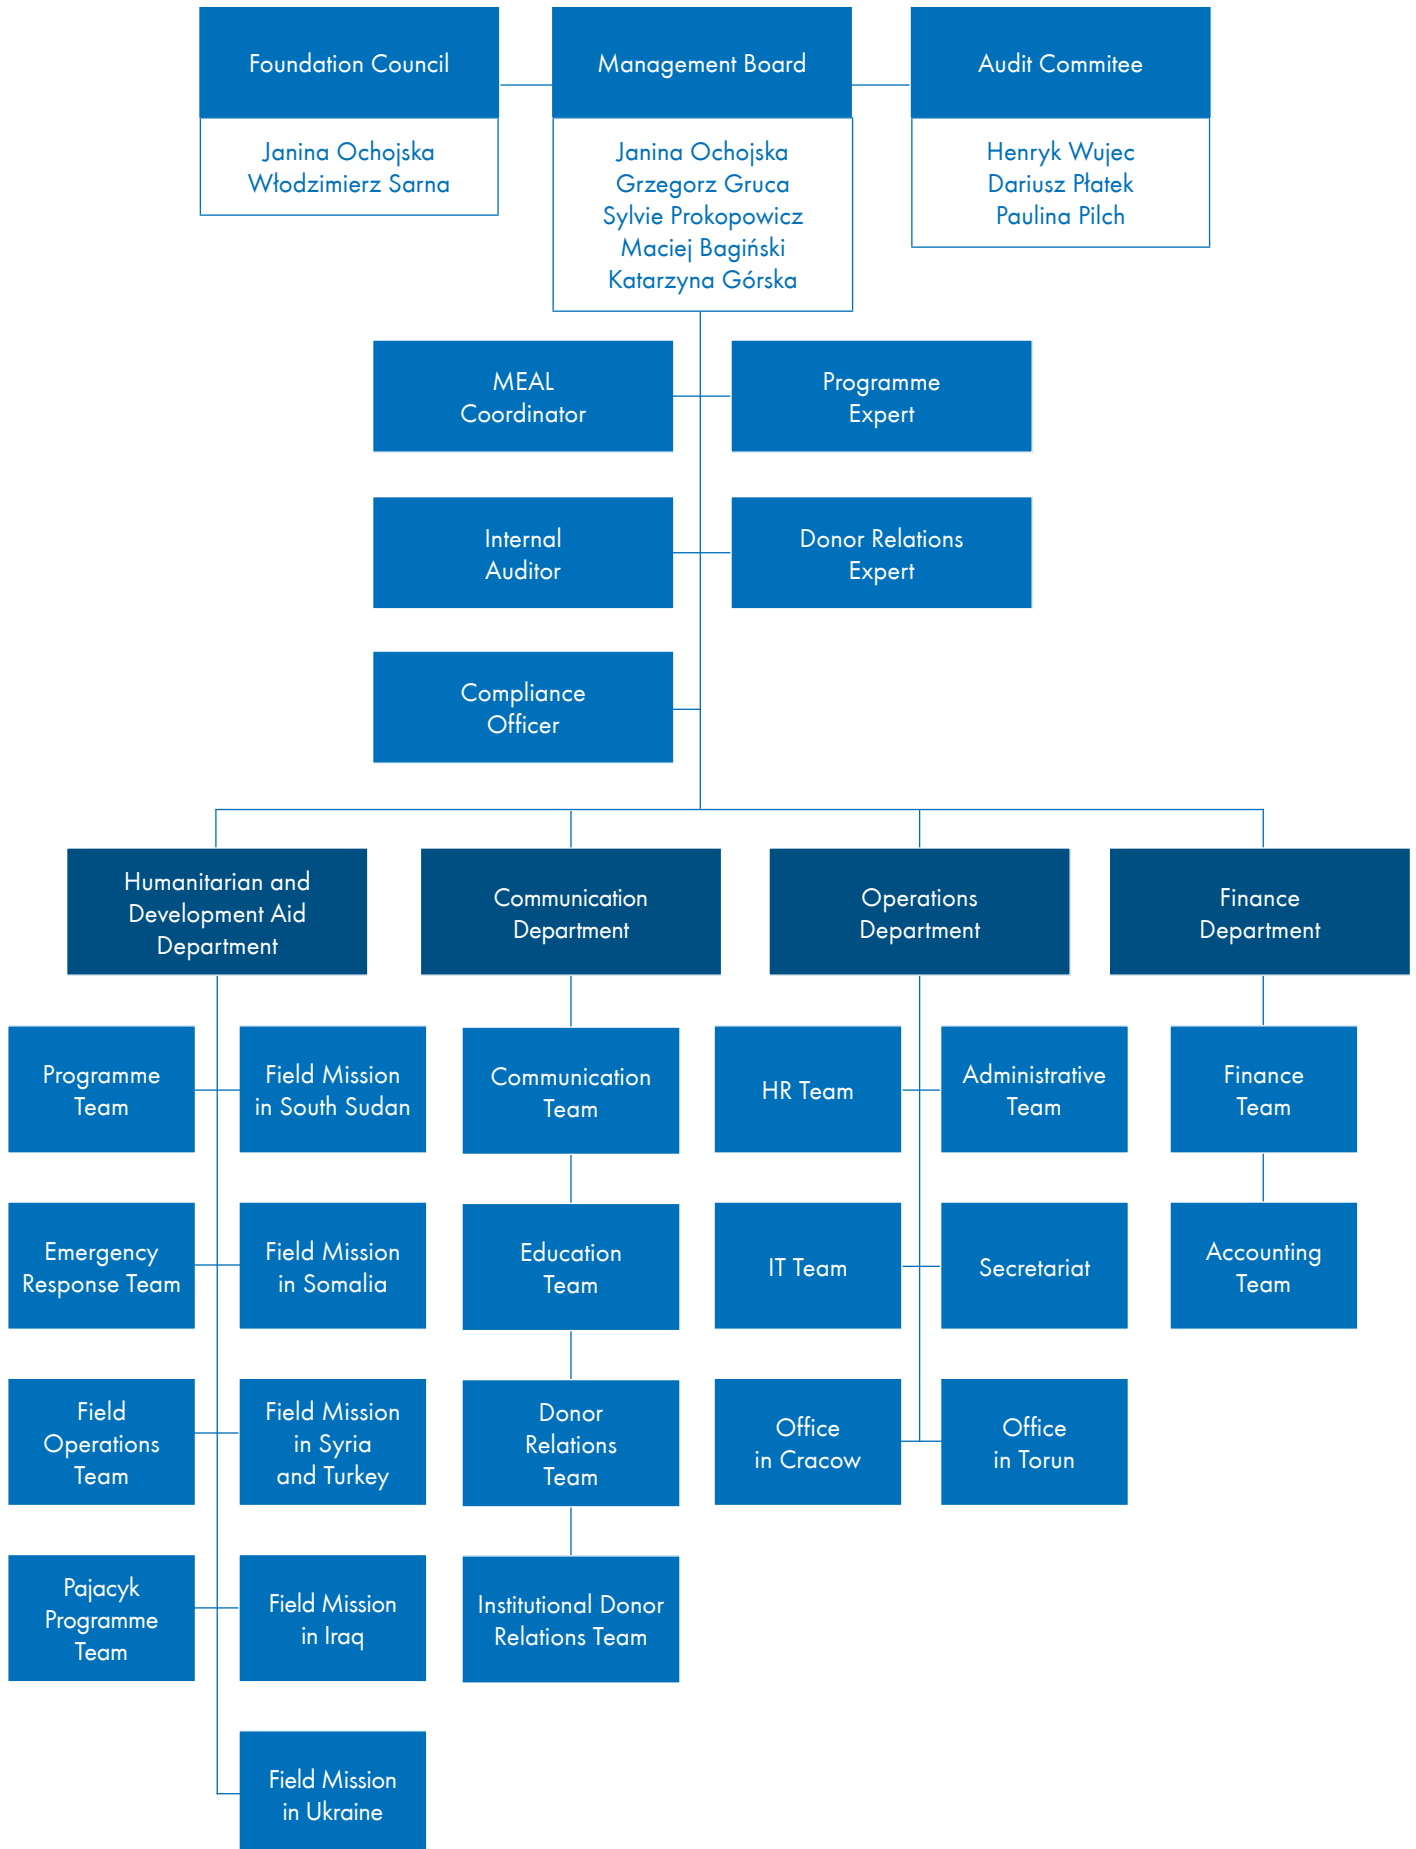 Foundation Council
Janina Ochojska
Włodzimierz Sarna
Management Board
Janina Ochojska
Grzegorz Gruca
Sylvie Prokopowicz
Maciej Bagiński
Katarzyna Górska
Audit Commitee
Henryk Wujec
Dariusz Płatek
Paulina Pilch
MEAL
Coordinator
Programme
Expert
Internal
Auditor
Donor Relations
Expert
Compliance
Officer
Humanitarian and
Development Aid
Department
Communication
Department
Operations
Department
Finance
Department
Programme
Team
Field Mission
in South Sudan
Emergency
Response Team
Field Mission
in Somalia
Field
Operations
Team
Field Mission
in Syria
and Turkey
Pajacyk
Programme
Team
Field Mission
in Iraq
Field Mission
in Ukraine
Communication
Team
Education
Team
Donor
Relations
Team
Institutional Donor
Relations Team
HR Team
Administrative
Team
IT Team
Secretariat
Office
in Cracow
Office
in Torun
Finance
Team
Accounting
Team